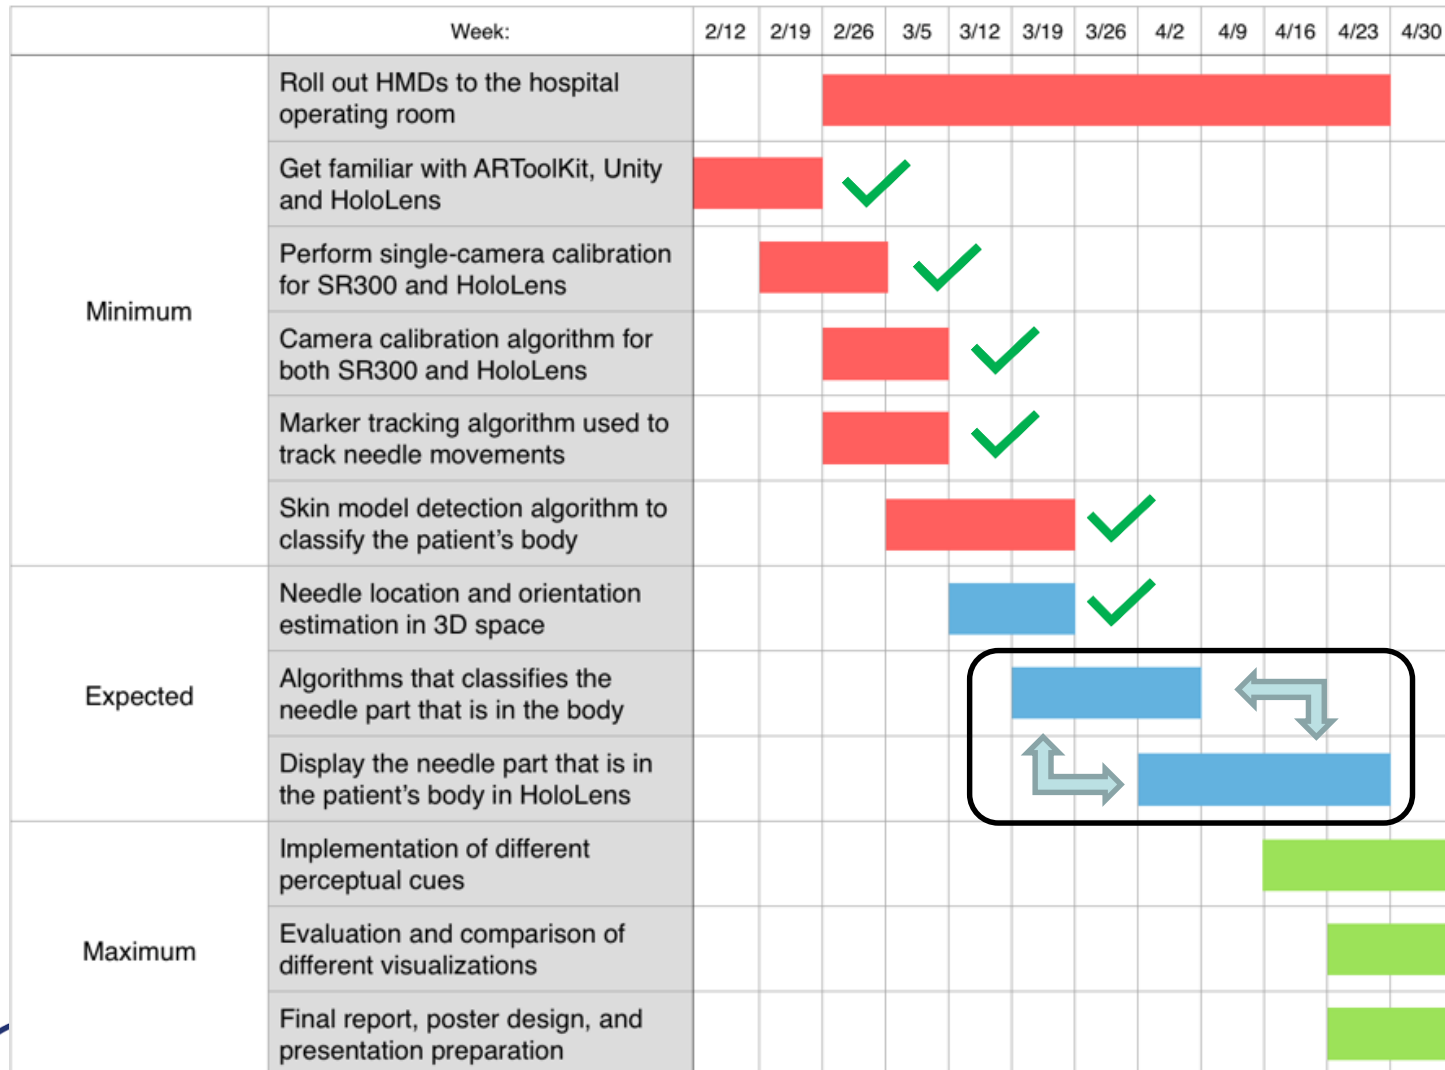 Week: 2/12 2/19 2/26 3/5 3/12 3/19 3/26 4/2 4/9 4/16 4/23 4/30
Minimum
Roll out HMDs to the hospital
operating room
Get familiar with ARToolKit, Unity
and HoloLens
Perform single-camera calibration
for SR300 and HoloLens
Camera calibration algorithm for
both SR300 and HoloLens
Marker tracking algorithm used to
track needle movements
Skin model detection algorithm to
classify the patient’s body
Expected
Needle location and orientation
estimation in 3D space
Algorithms that classifies the
needle part that is in the body
Display the needle part that is in
the patient’s body in HoloLens
Maximum
Implementation of different
perceptual cues
Evaluation and comparison of
different visualizations
Final report, poster design, and
presentation preparation